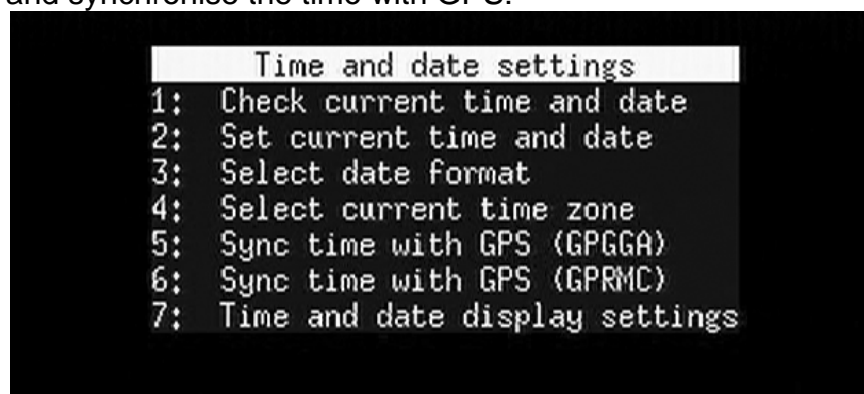 and synchronise the time with GPS.
Time and date settings
1: Check current time and date
2: Set current time and date
3: Select date format
4: Select current time zone
5: Sync time with GPS (GPGGA)
6: Sync time with GPS (GPRMC)
7: Time and date display settings